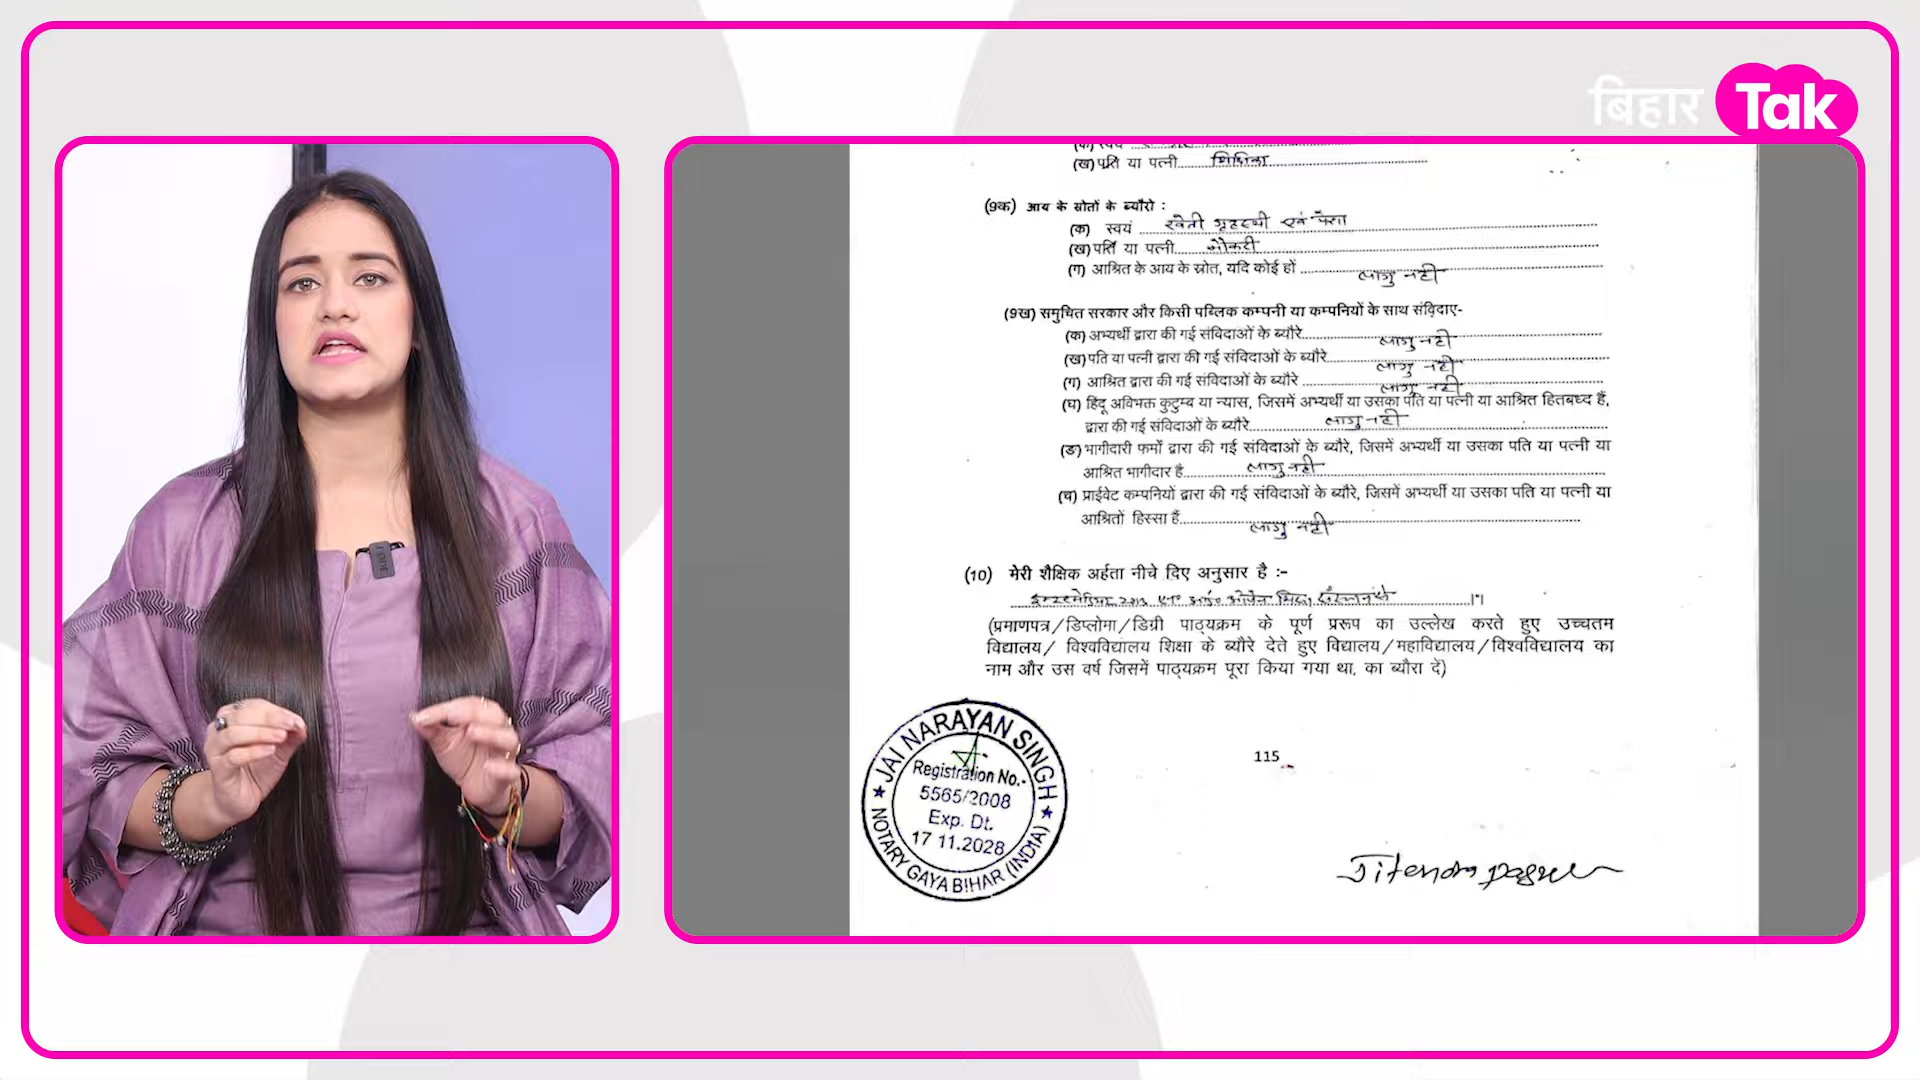 बिहार Tak
(ख) पति या पत्नी
(9क) आय के स्रोतों के ब्यौरे :
(क) स्वयं खेती गृहस्थी एवं पेंशन
(ख) पति या पत्नी नौकरी
(ग) आश्रित के आय के स्रोत, यदि कोई हों लागु नही
(9ख) समुचित सरकार और किसी पब्लिक कम्पनी या कम्पनियों के साथ संविदाए-
(क) अभ्यर्थी द्वारा की गई संविदाओं के ब्यौरे लागु नही
(ख) पति या पत्नी द्वारा की गई संविदाओं के ब्यौरे लागु नही
(ग) आश्रित द्वारा की गई संविदाओं के ब्यौरे लागु नही
(घ) हिंदू अविभक्त कुटुम्ब या न्यास, जिसमें अभ्यर्थी या उसका पति या पत्नी या आश्रित हितबध्द हैं,
द्वारा की गई संविदाओं के ब्यौरे लागु नही
(ङ) भागीदारी फर्मो द्वारा की गई संविदाओं के ब्यौरे, जिसमें अभ्यर्थी या उसका पति या पत्नी या
आश्रित भागीदार है लागु नही
(च) प्राईवेट कम्पनियों द्वारा की गई संविदाओं के ब्यौरे, जिसमें अभ्यर्थी या उसका पति या पत्नी या
आश्रितों हिस्सा हैं लागु नही
(10) मेरी शैक्षिक अर्हता नीचे दिए अनुसार है :-
(प्रमाणपत्र/डिप्लोमा/डिग्री पाठ्यक्रम के पूर्ण प्ररूप का उल्लेख करते हुए उच्चतम
विद्यालय/ विश्वविद्यालय शिक्षा के ब्यौरे देते हुए विद्यालय/महाविद्यालय/विश्वविद्यालय का
नाम और उस वर्ष जिसमें पाठ्यक्रम पूरा किया गया था, का ब्यौरा दें)
115
JAI NARAYAN SINGH
Registration No.-
5565/2008
Exp. Dt.
17 11.2028
NOTARY GAYA BIHAR (INDIA)
Jitendra